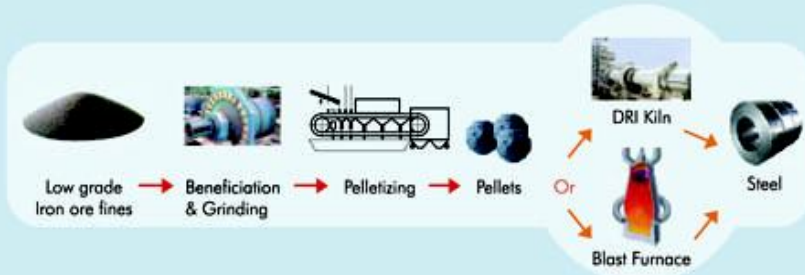 Low grade
Iron ore fines
Beneficiation
& Grinding
Pelletizing
Pellets
Or
DRI Kiln
Blast Furnace
Steel